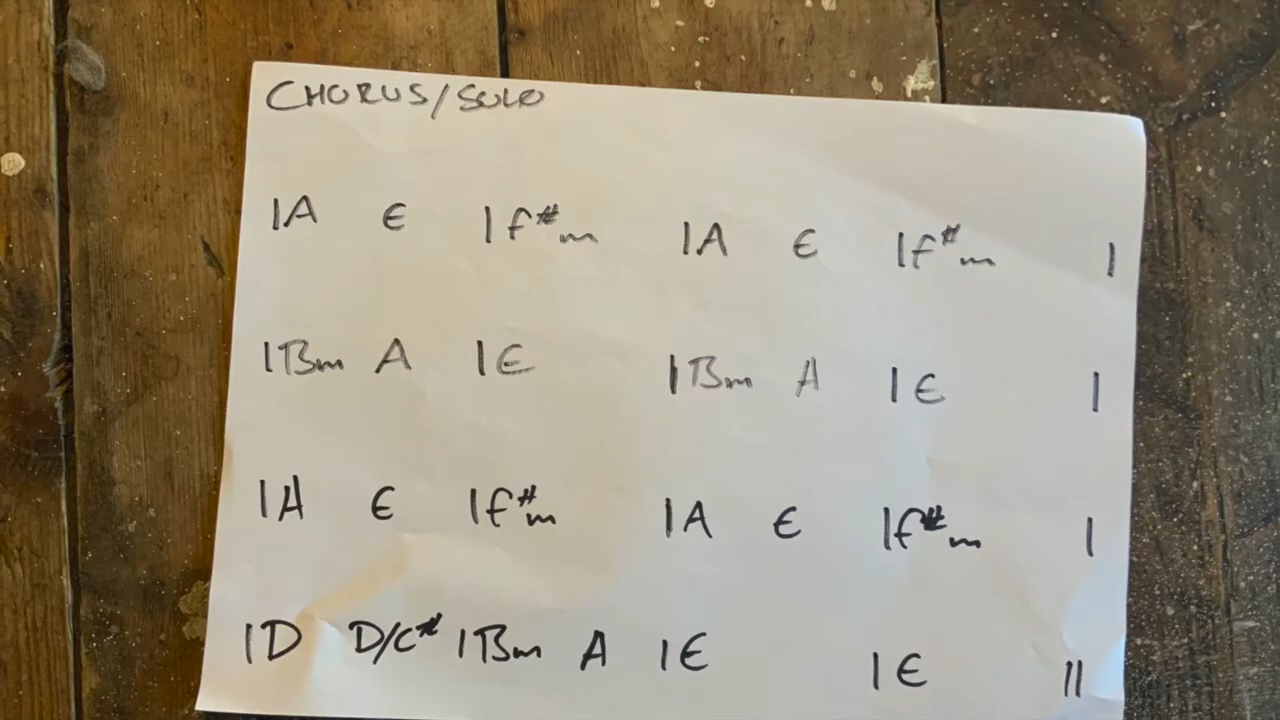 CHORUS/SOLO
|A E |F#m |A E |F#m |
|Bm A |E |Bm A |E |
|A E |F#m |A E |F#m |
|D D/C# |Bm A |E |E ||